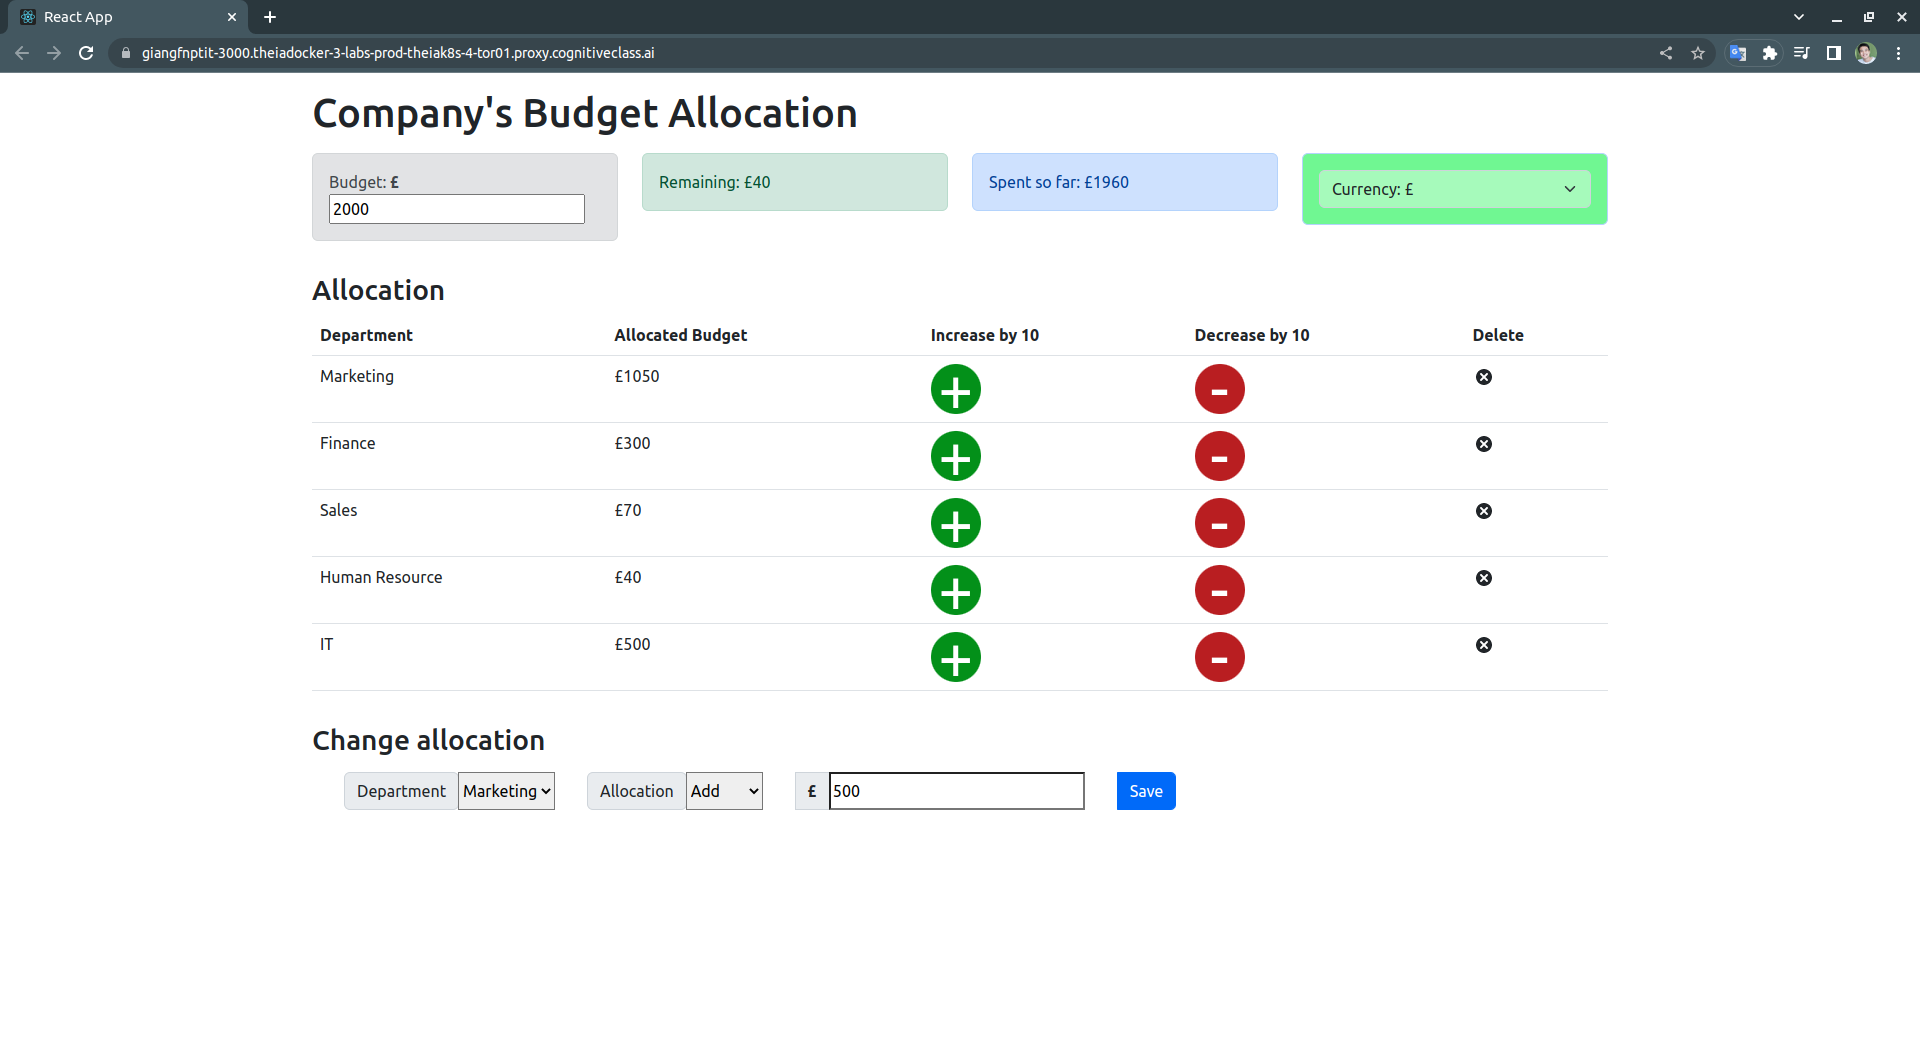 React App
giangfnptit-3000.theiadocker-3-labs-prod-theiak8s-4-tor01.proxy.cognitiveclass.ai
Company's Budget Allocation
Budget: £
2000
Remaining: £40
Spent so far: £1960
Currency: £
Allocation
Department Allocated Budget Increase by 10 Decrease by 10 Delete
Marketing £1050 + -
Finance £300 + -
Sales £70 + -
Human Resource £40 + -
IT £500 + -
Change allocation
Department Marketing Allocation Add £ 500 Save